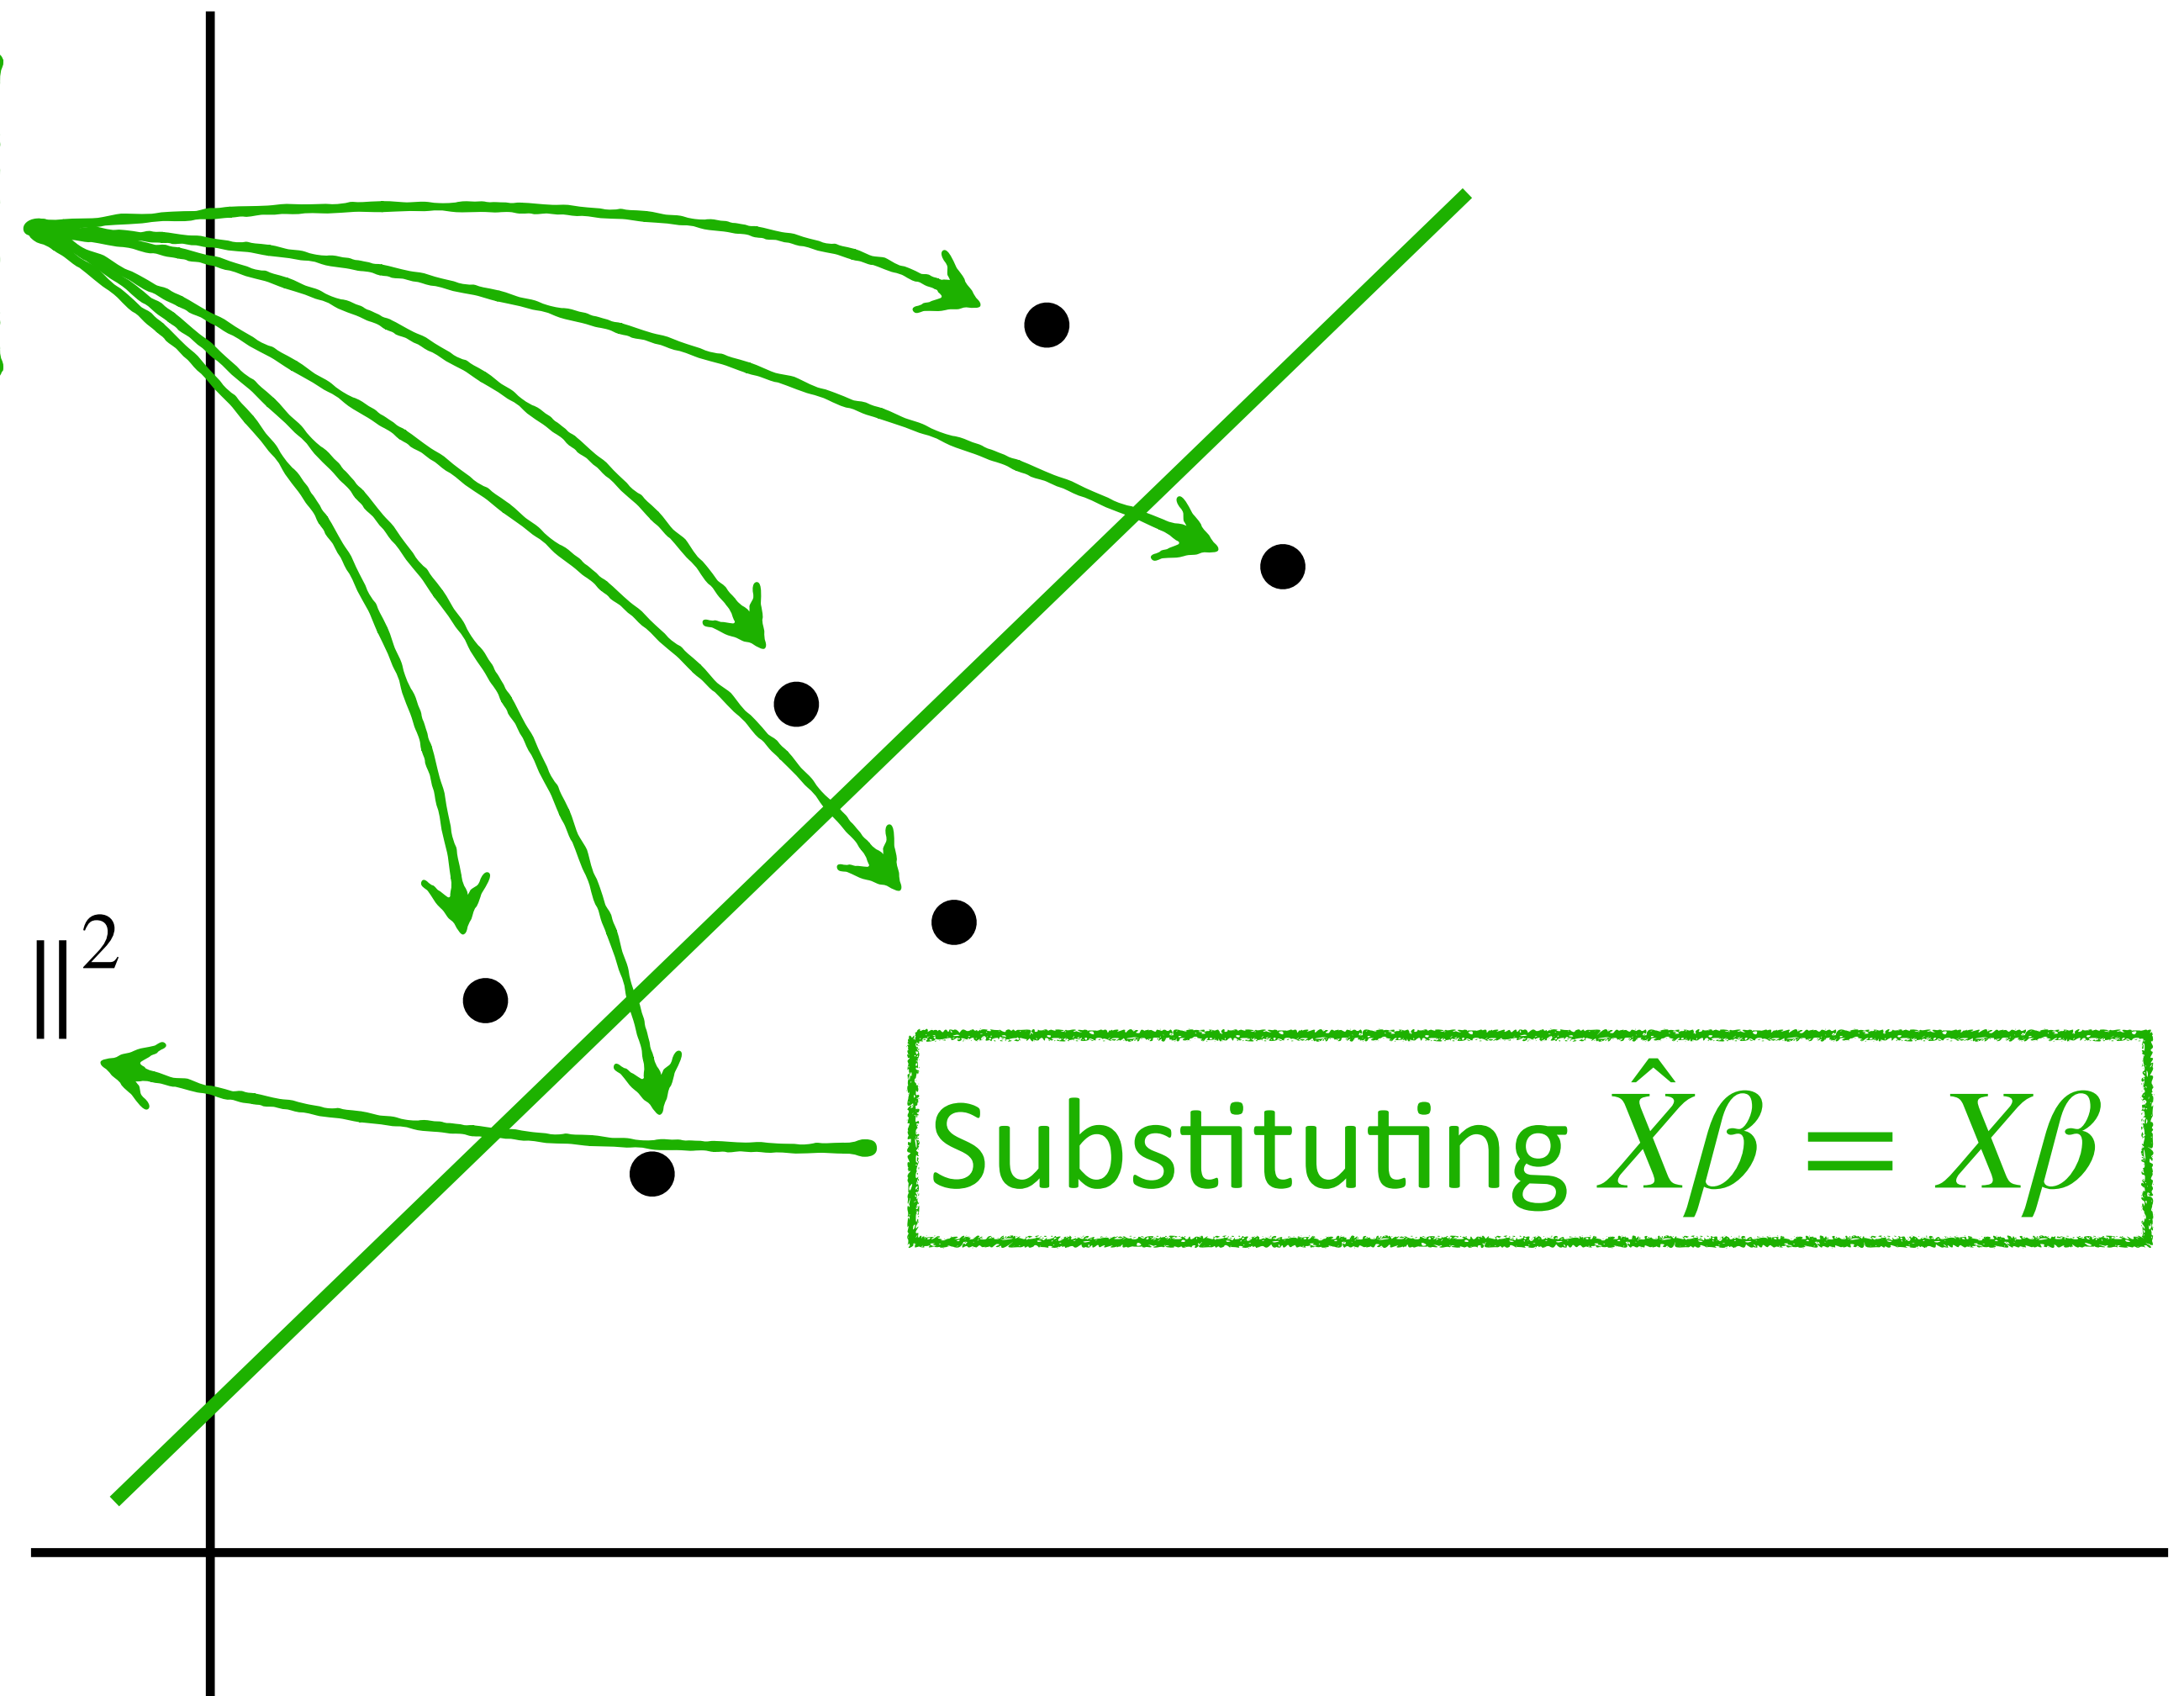 ‖²
Substituting X̂β = Xβ